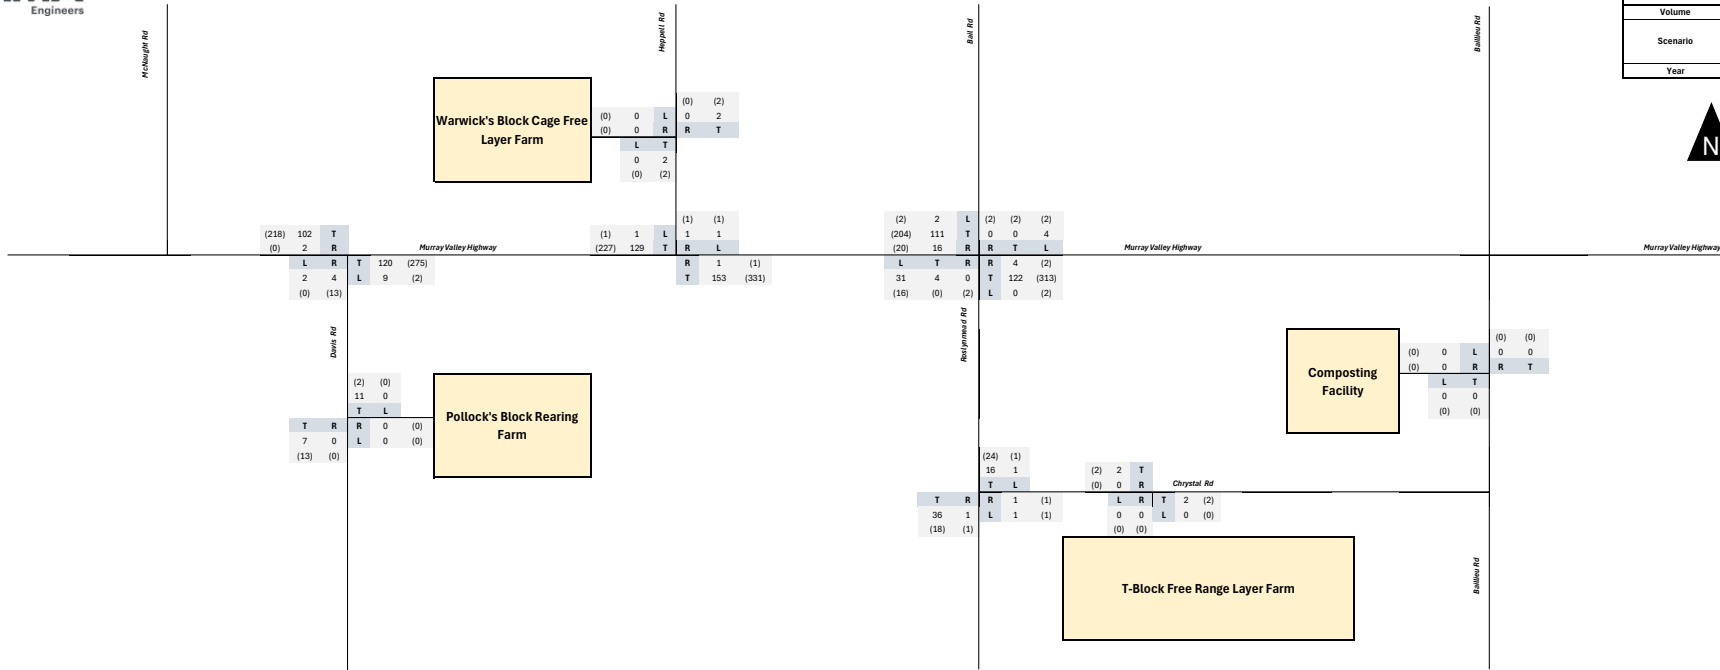 Engineers
Volume
Scenario
Year
N
McNaught Rd
Heppell Rd
Ball Rd
Baillieu Rd
Warwick's Block Cage Free
Layer Farm
(0) (2)
(0) 0 L 0 2
(0) 0 R R T
L T
0 2
(0) (2)
(218) 102 T
(0) 2 R
Murray Valley Highway
L R T 120 (275)
2 4 L 9 (2)
(0) (13)
(1) (1)
(1) 1 L 1 1
(227) 129 T R L
R 1 (1)
T 153 (331)
(2) 2 L (2) (2) (2)
(204) 111 T 0 0 4
(20) 16 R R T L
L T R R 4 (2)
31 4 0 T 122 (313)
(16) (0) (2) L 0 (2)
Murray Valley Highway
Murray Valley Highway
Davis Rd
Roslynmead Rd
(2) (0)
11 0
T L
T R R 0 (0)
7 0 L 0 (0)
(13) (0)
Pollock's Block Rearing
Farm
Composting
Facility
(0) (0)
(0) 0 L 0 0
(0) 0 R R T
L T
0 0
(0) (0)
(24) (1)
16 1
T L
T R R 1 (1)
36 1 L 1 (1)
(18) (1)
(2) 2 T
(0) 0 R
Chrystal Rd
L R T 2 (2)
0 0 L 0 (0)
(0) (0)
T-Block Free Range Layer Farm
Baillieu Rd